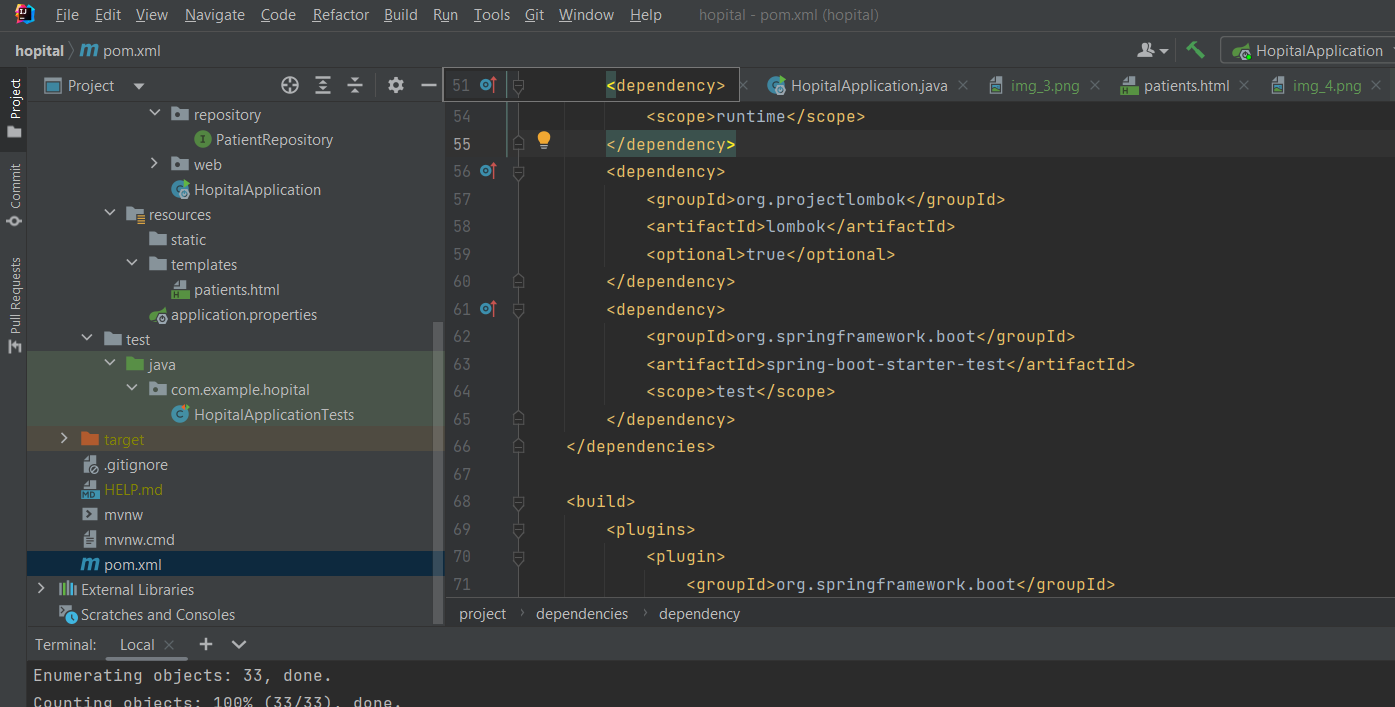 File Edit View Navigate Code Refactor Build Run Tools Git Window Help hopital - pom.xml (hopital)
hopital pom.xml HopitalApplication
Project
Commit
Pull Requests
Project
repository
PatientRepository
web
HopitalApplication
resources
static
templates
patients.html
application.properties
test
java
com.example.hopital
HopitalApplicationTests
target
.gitignore
HELP.md
mvnw
mvnw.cmd
pom.xml
External Libraries
Scratches and Consoles
HopitalApplication.java img_3.png patients.html img_4.png
51 <dependency>
54 <scope>runtime</scope>
55 </dependency>
56 <dependency>
57 <groupId>org.projectlombok</groupId>
58 <artifactId>lombok</artifactId>
59 <optional>true</optional>
60 </dependency>
61 <dependency>
62 <groupId>org.springframework.boot</groupId>
63 <artifactId>spring-boot-starter-test</artifactId>
64 <scope>test</scope>
65 </dependency>
66 </dependencies>
67
68 <build>
69 <plugins>
70 <plugin>
71 <groupId>org.springframework.boot</groupId>
project dependencies dependency
Terminal: Local
Enumerating objects: 33, done.
Counting objects: 100% (33/33), done.